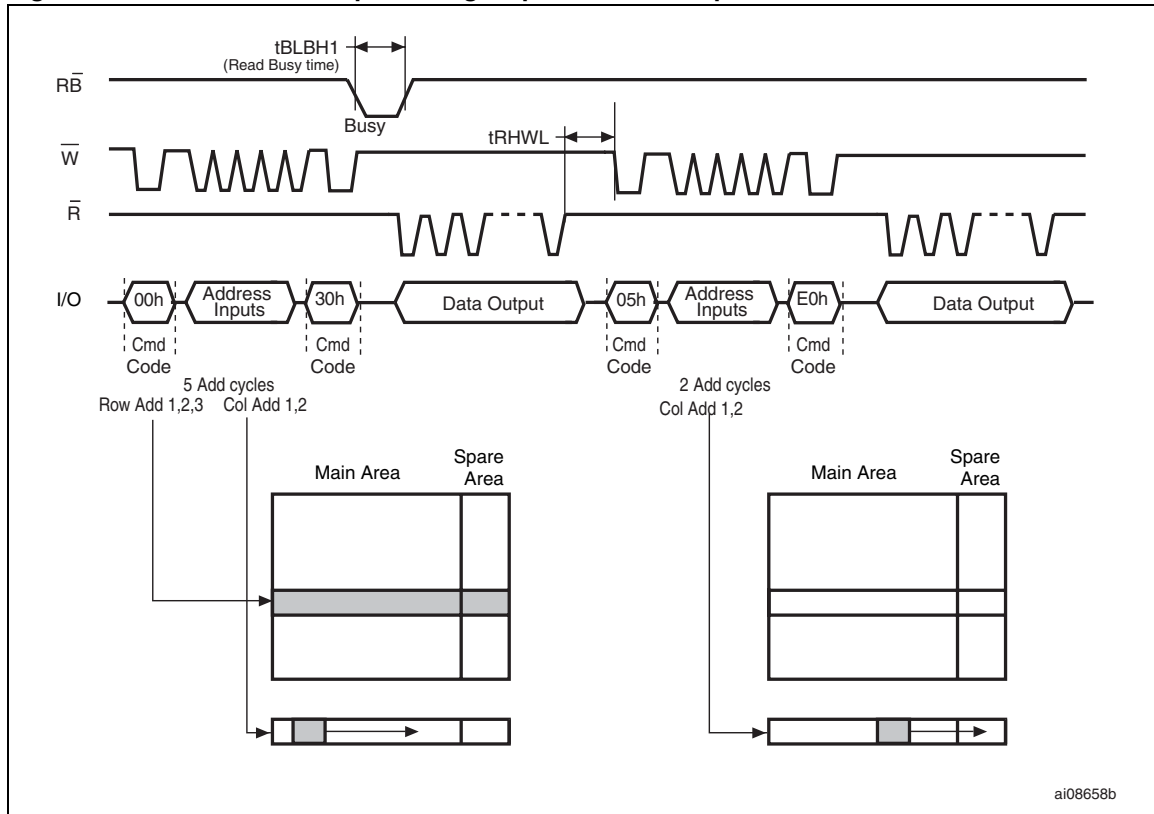 tBLBH1
(Read Busy time)
RB̅
Busy
tRHWL
W̅
R̅
I/O
00h Address Inputs 30h Data Output 05h Address Inputs E0h Data Output
Cmd Code Cmd Code Cmd Code Cmd Code
5 Add cycles 2 Add cycles
Row Add 1,2,3 Col Add 1,2 Col Add 1,2
Main Area Spare Area Main Area Spare Area
ai08658b